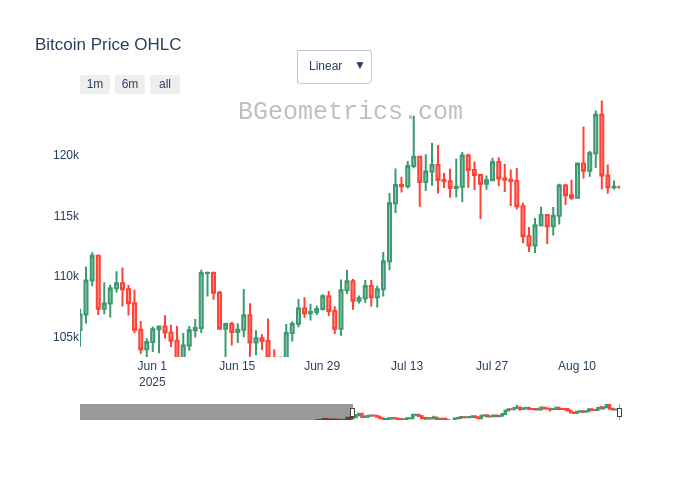 Bitcoin Price OHLC
Linear ▼
1m 6m all
BGeometrics.com
120k
115k
110k
105k
Jun 1 Jun 15 Jun 29 Jul 13 Jul 27 Aug 10
2025